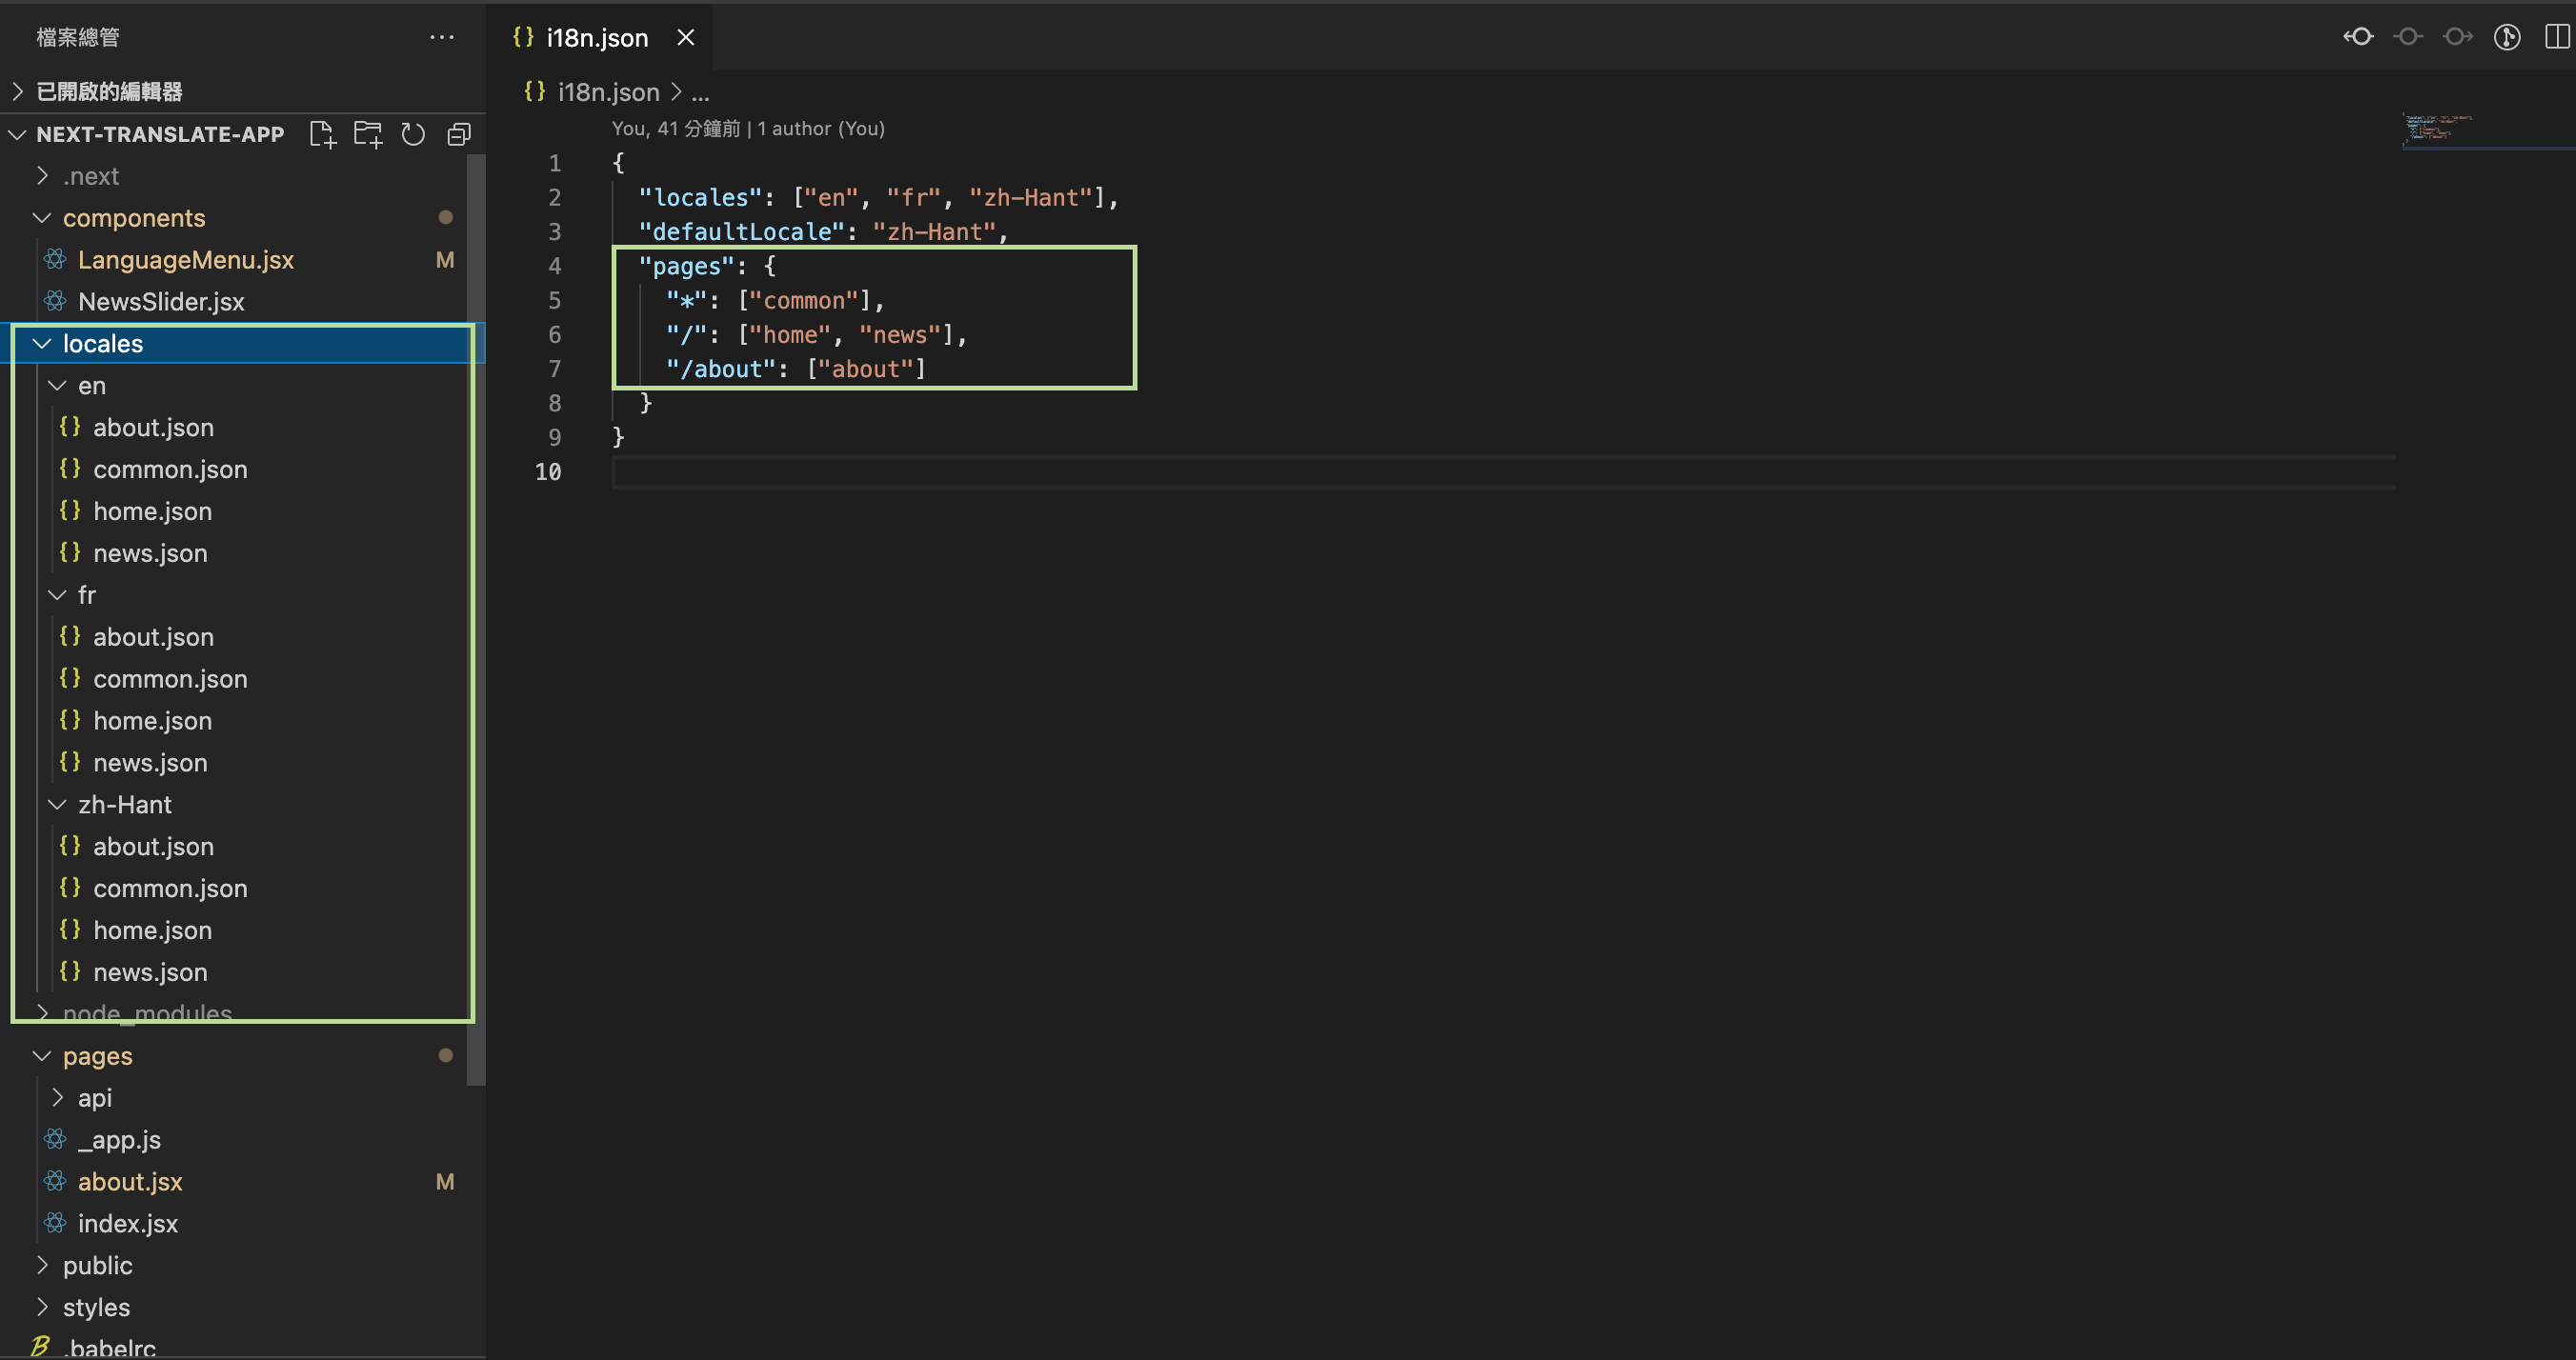 檔案總管
已開啟的編輯器
NEXT-TRANSLATE-APP
.next
components
LanguageMenu.jsx M
NewsSlider.jsx
locales
en
about.json
common.json
home.json
news.json
fr
about.json
common.json
home.json
news.json
zh-Hant
about.json
common.json
home.json
news.json
node_modules
pages
api
_app.js
about.jsx M
index.jsx
public
styles
.babelrc
i18n.json
i18n.json > ...
You, 41 分鐘前 | 1 author (You)
1 {
2 "locales": ["en", "fr", "zh-Hant"],
3 "defaultLocale": "zh-Hant",
4 "pages": {
5 "*": ["common"],
6 "/": ["home", "news"],
7 "/about": ["about"]
8 }
9 }
10